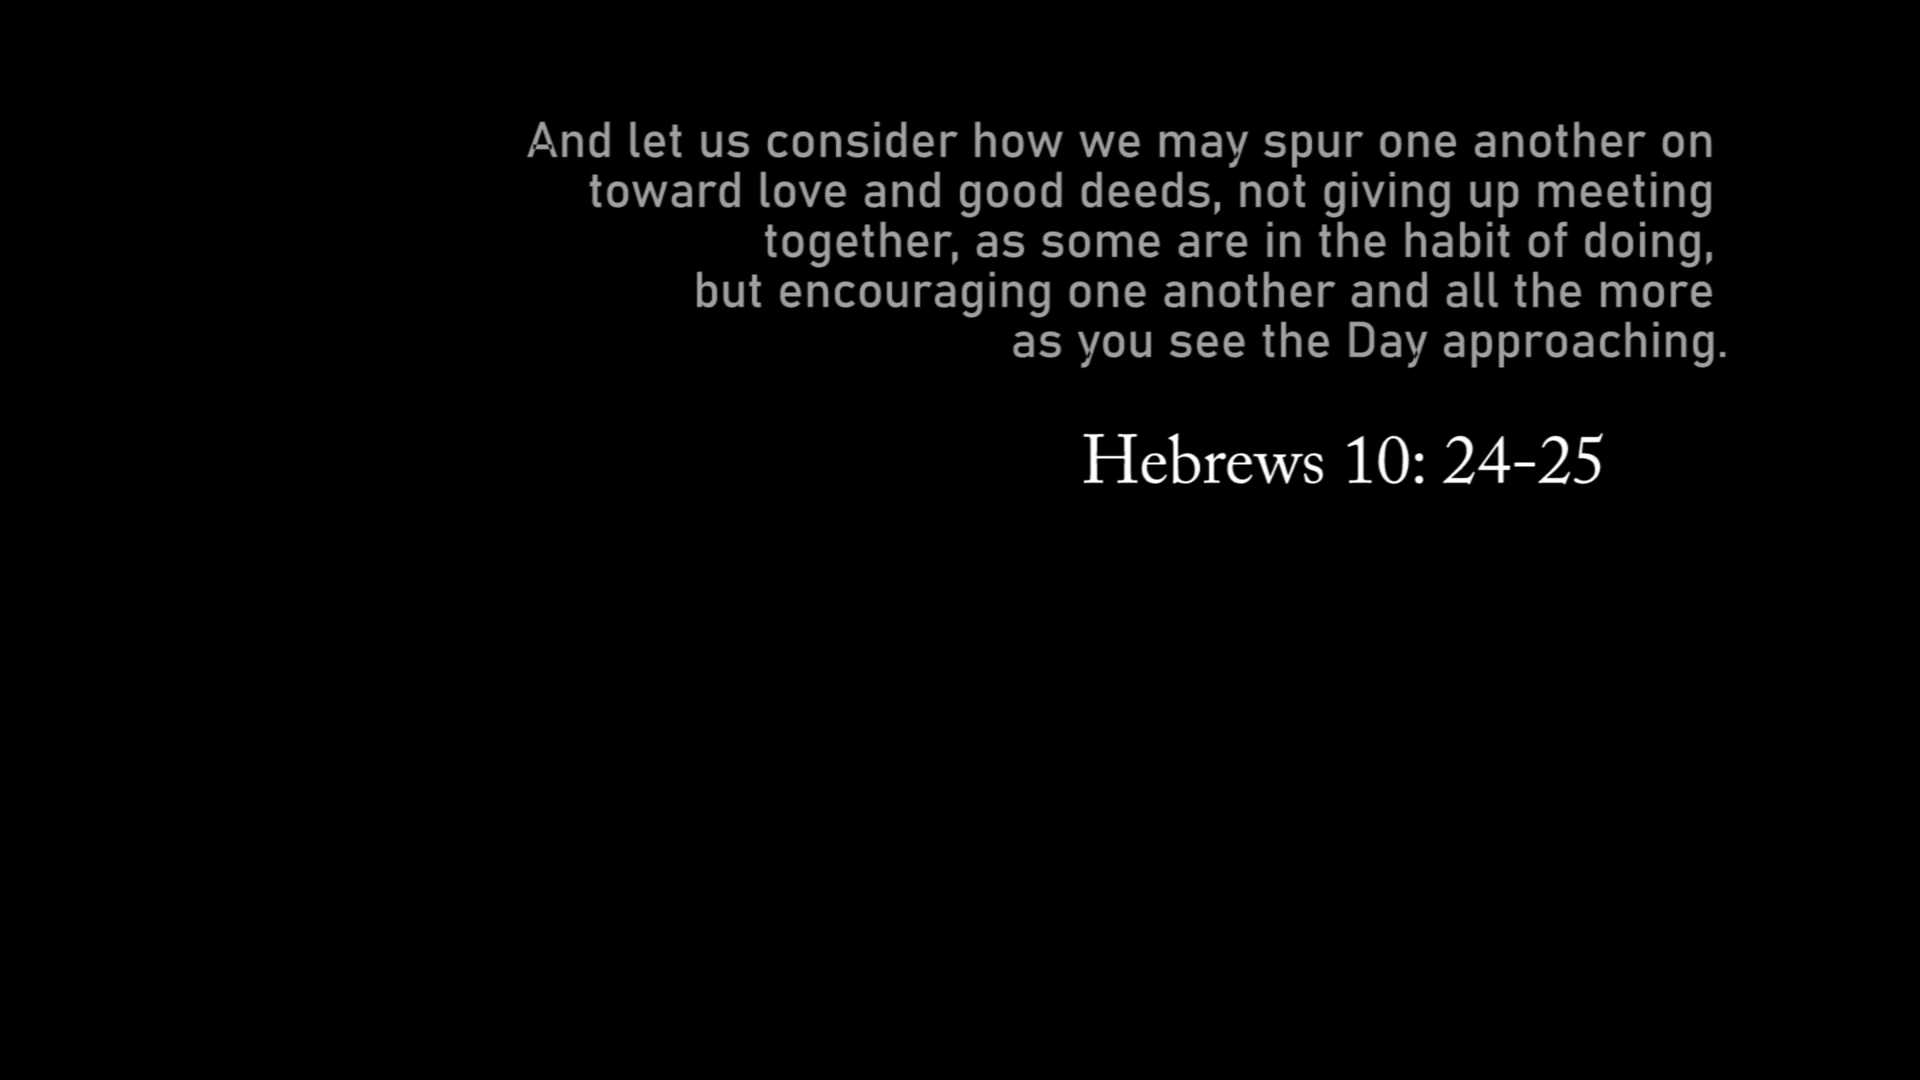 And let us consider how we may spur one another on
toward love and good deeds, not giving up meeting
together, as some are in the habit of doing,
but encouraging one another and all the more
as you see the Day approaching.
Hebrews 10: 24-25